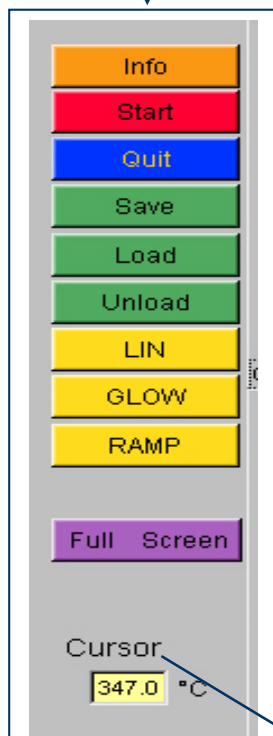 Info
Start
Quit
Save
Load
Unload
LIN
GLOW
RAMP
Full Screen
Cursor
347.0 °C